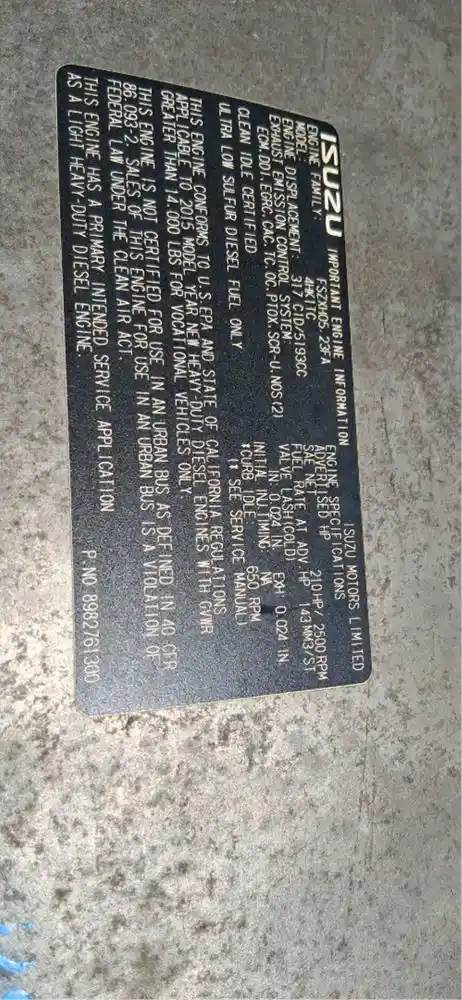 ISUZU IMPORTANT ENGINE INFORMATION ISUZU MOTORS LIMITED
ENGINE FAMILY: FSZXH05.23FA
MODEL: 4HK1TC
ENGINE DISPLACEMENT: 317 CID/5193CC
EXHAUST EMISSION CONTROL SYSTEM
ECM, DDI, EGRC, CAC, TC, OC, PTOX, SCR-U, NOS(2)
CLEAN IDLE CERTIFIED
ULTRA LOW SULFUR DIESEL FUEL ONLY
ENGINE SPECIFICATIONS
ADVERTISED HP 210HP/ 2500 RPM
SAE NET
FUEL RATE AT ADV HP 143 MM3/ST
VALVE LASH(COLD)
IN. 0.024 IN. EXH. 0.024 IN.
INITIAL INJ.TIMING NA
*CURB IDLE: 650 RPM
(* SEE SERVICE MANUAL)
THIS ENGINE CONFORMS TO U.S.EPA AND STATE OF CALIFORNIA REGULATIONS
APPLICABLE TO 2015 MODEL YEAR NEW HEAVY-DUTY DIESEL ENGINES WITH GVWR
GREATER THAN 14,000 LBS FOR VOCATIONAL VEHICLES ONLY.
THIS ENGINE IS NOT CERTIFIED FOR USE IN AN URBAN BUS AS DEFINED IN 40 CFR
86.093-2. SALES OF THIS ENGINE FOR USE IN AN URBAN BUS IS A VIOLATION OF
FEDERAL LAW UNDER THE CLEAN AIR ACT.
THIS ENGINE HAS A PRIMARY INTENDED SERVICE APPLICATION
AS A LIGHT HEAVY-DUTY DIESEL ENGINE. P.NO.8982761300